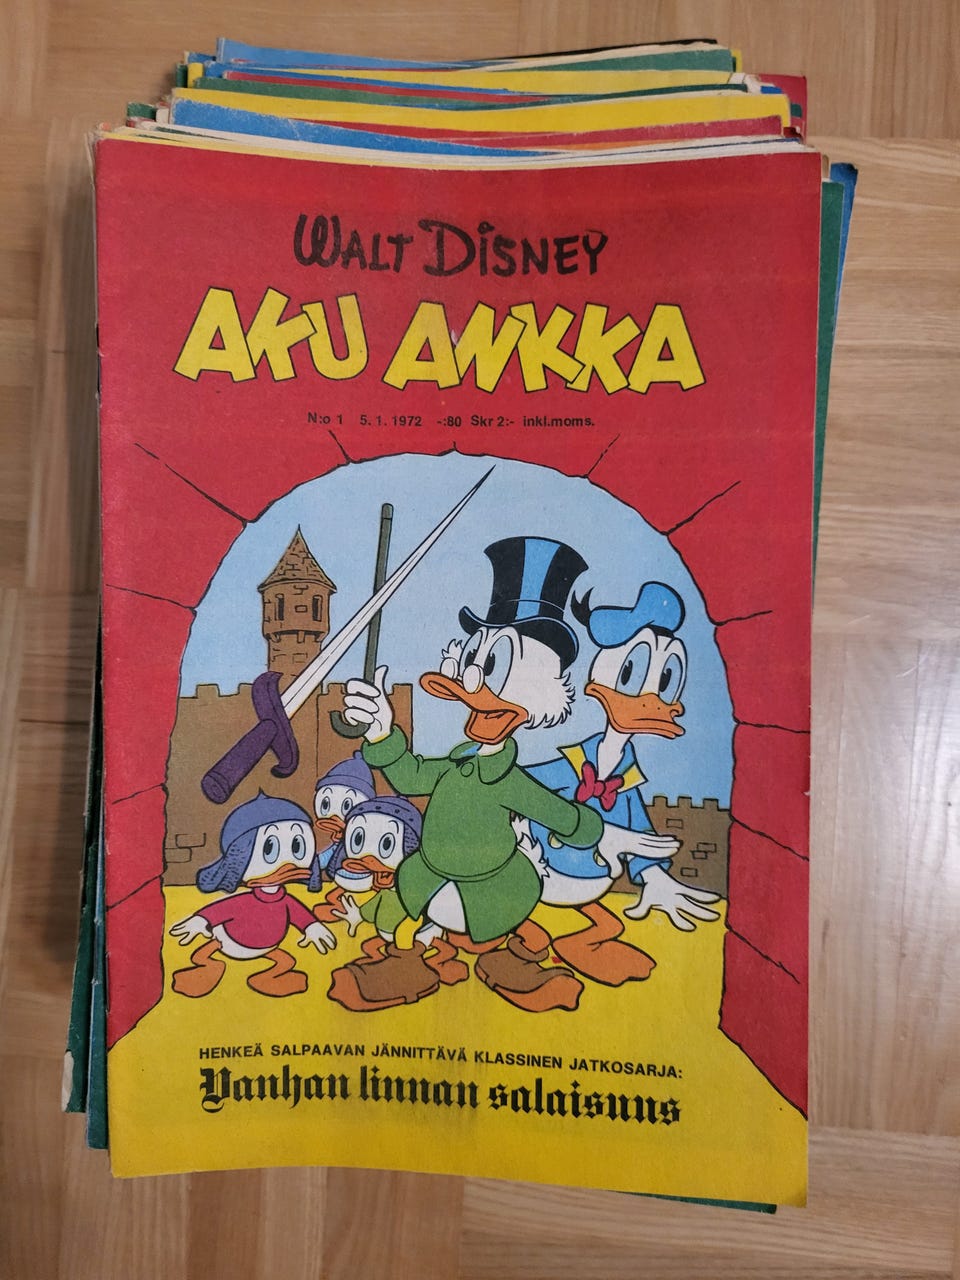 WALT DISNEY
AKU ANKKA
N:o 1 5. 1. 1972 -:80 Skr 2:- inkl.moms.
HENKEÄ SALPAAVAN JÄNNITTÄVÄ KLASSINEN JATKOSARJA:
Vanhan linnan salaisuus